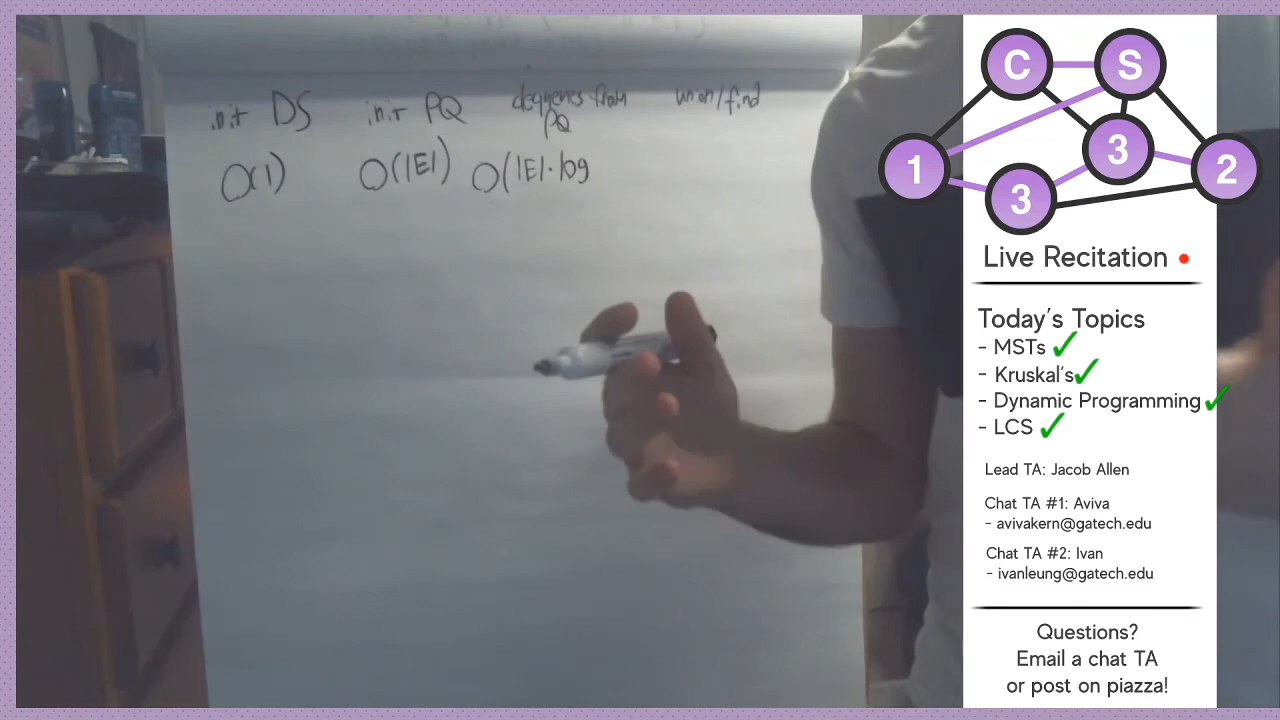 init DS
init PQ
dequeues from
PQ
union/find
O(1)
O(|E|)
O(|E|·log
C
S
1
3
3
2
Live Recitation
Today's Topics
- MSTs
- Kruskal's
- Dynamic Programming
- LCS
Lead TA: Jacob Allen
Chat TA #1: Aviva
- avivakern@gatech.edu
Chat TA #2: Ivan
- ivanleung@gatech.edu
Questions?
Email a chat TA
or post on piazza!